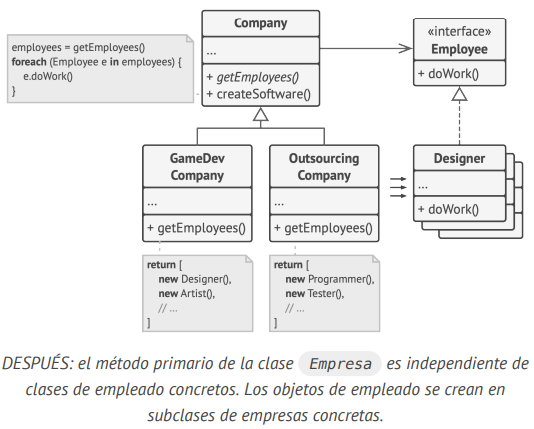 Company
...
+ getEmployees()
+ createSoftware()
employees = getEmployees()
foreach (Employee e in employees) {
e.doWork()
}
«interface»
Employee
+ doWork()
GameDev
Company
...
+ getEmployees()
Outsourcing
Company
...
+ getEmployees()
Designer
...
+ doWork()
return [
new Designer(),
new Artist(),
// ...
]
return [
new Programmer(),
new Tester(),
// ...
]
DESPUÉS: el método primario de la clase Empresa es independiente de
clases de empleado concretos. Los objetos de empleado se crean en
subclases de empresas concretas.